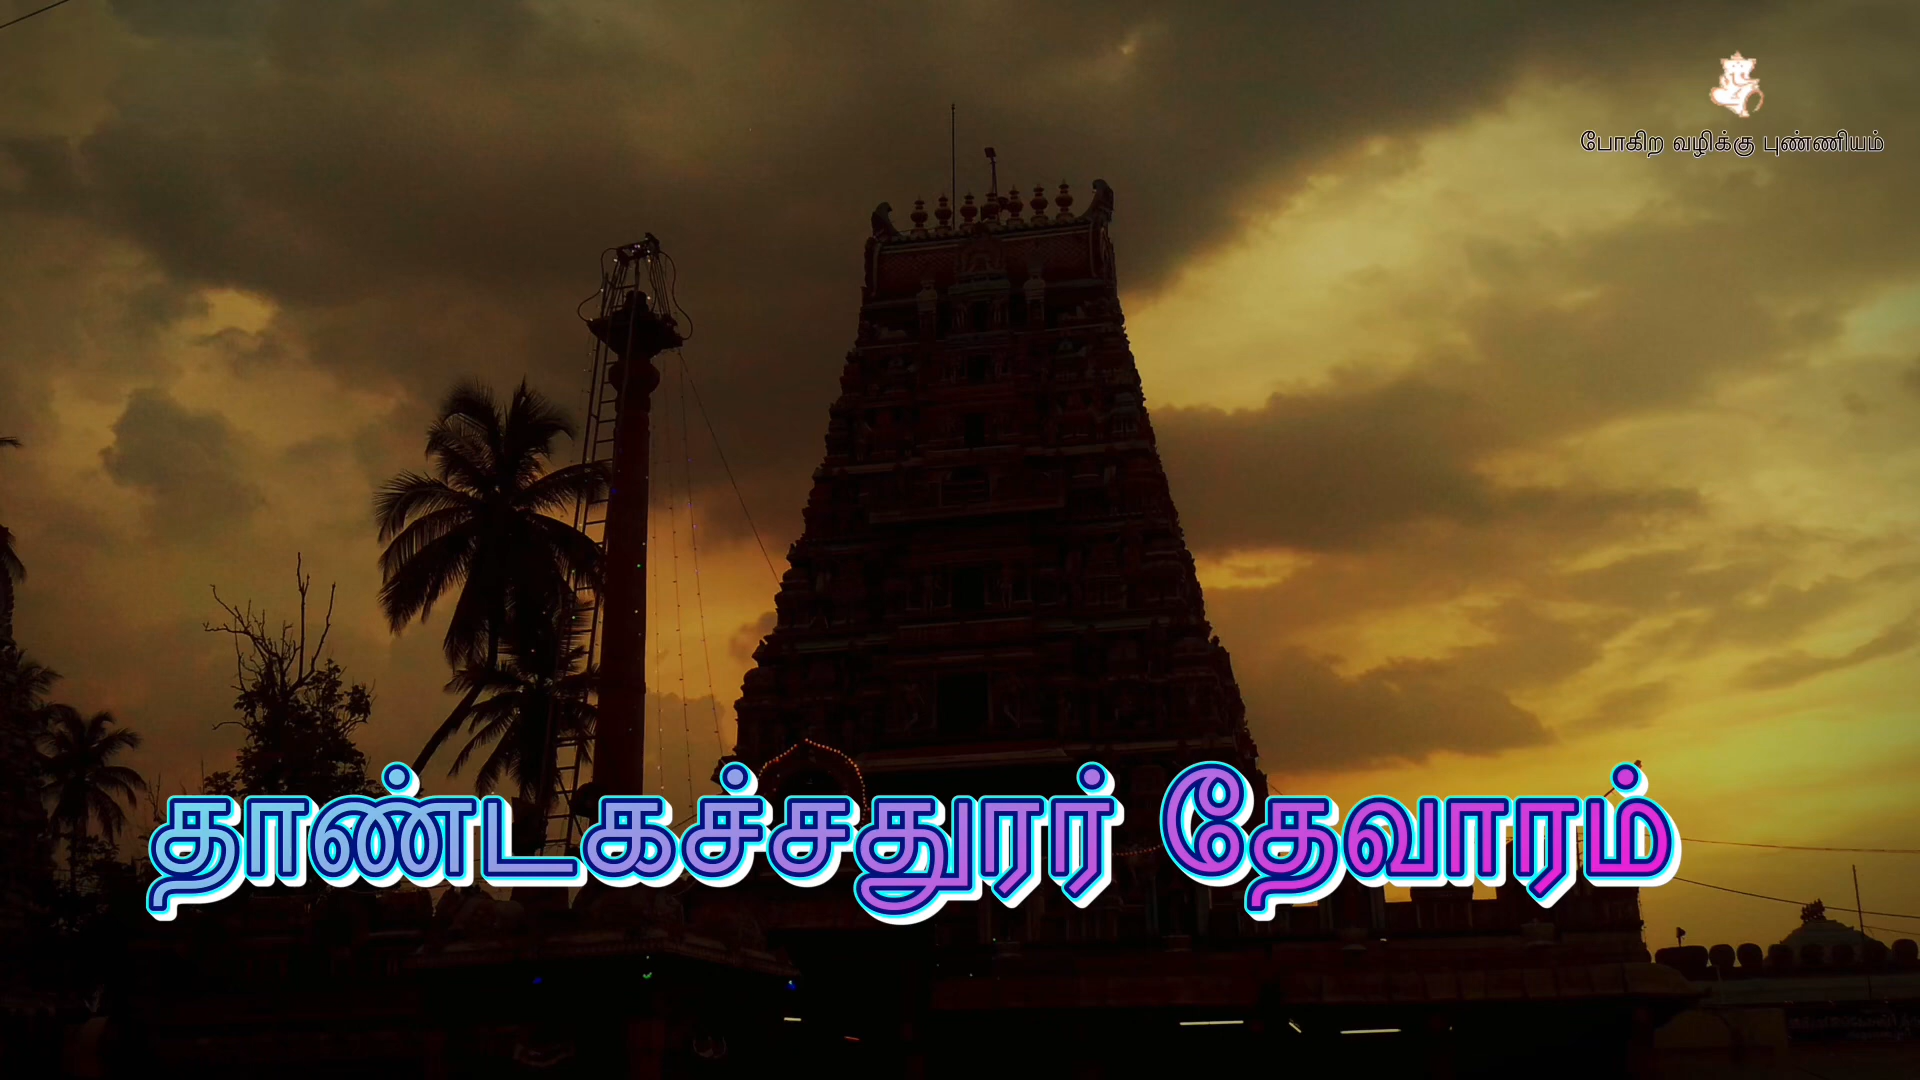 போகிற வழிக்கு புண்ணியம்
தாண்டகச்சதுரர் தேவாரம்